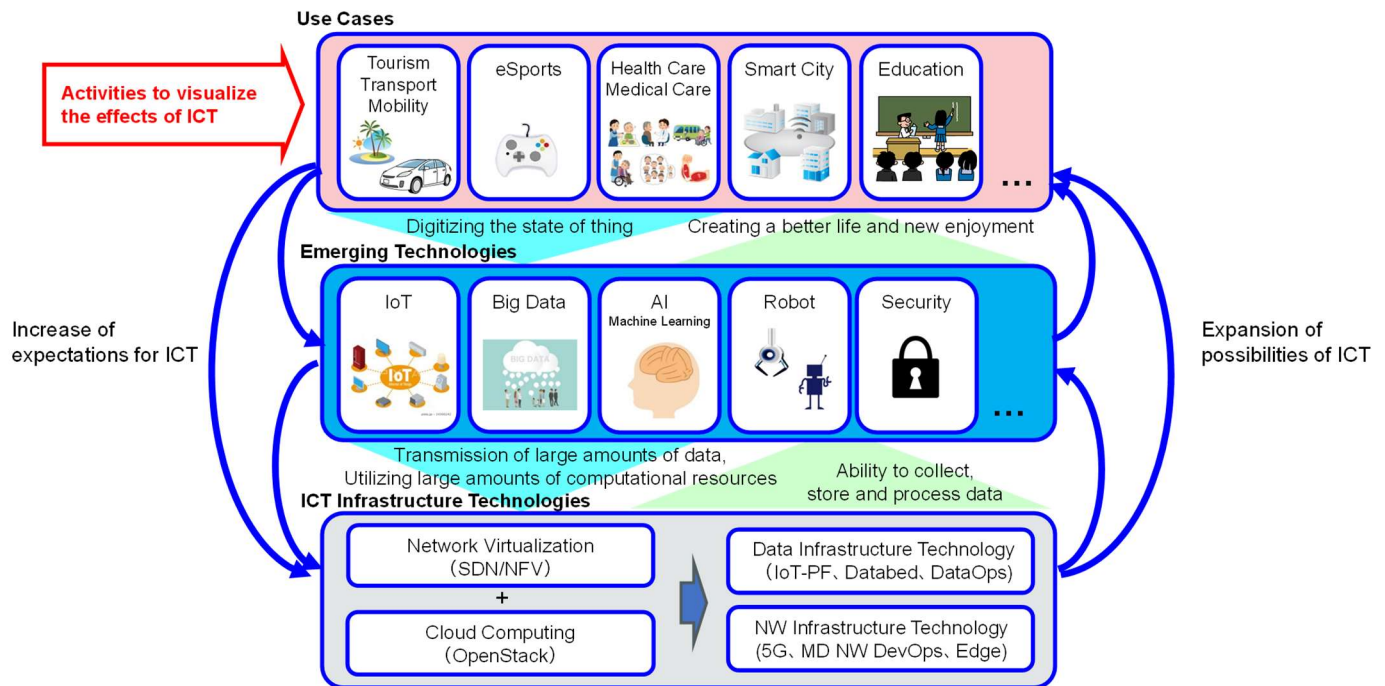 Use Cases
Activities to visualize
the effects of ICT
Tourism
Transport
Mobility
eSports
Health Care
Medical Care
Smart City
Education
...
Digitizing the state of thing
Creating a better life and new enjoyment
Emerging Technologies
Increase of
expectations for ICT
Expansion of
possibilities of ICT
IoT
IoT
Big Data
BIG DATA
AI
Machine Learning
Robot
Security
...
Transmission of large amounts of data,
Utilizing large amounts of computational resources
Ability to collect,
store and process data
ICT Infrastructure Technologies
Network Virtualization
（SDN/NFV）
+
Cloud Computing
（OpenStack）
Data Infrastructure Technology
（IoT-PF、Databed、DataOps)
NW Infrastructure Technology
(5G、MD NW DevOps、Edge)